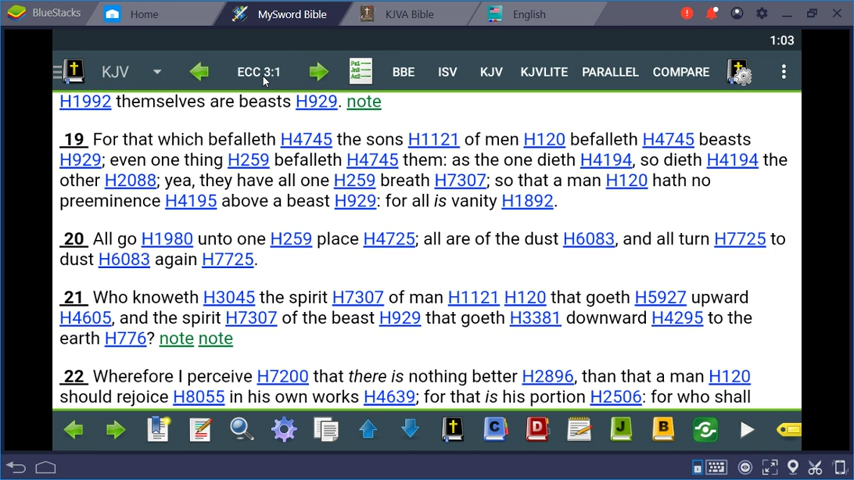 BlueStacks
Home
MySword Bible
KJVA Bible
English
1:03
KJV
ECC 3:1
BBE
ISV
KJV
KJVLITE
PARALLEL
COMPARE
H1992 themselves are beasts H929. note
19 For that which befalleth H4745 the sons H1121 of men H120 befalleth H4745 beasts
H929; even one thing H259 befalleth H4745 them: as the one dieth H4194, so dieth H4194 the
other H2088; yea, they have all one H259 breath H7307; so that a man H120 hath no
preeminence H4195 above a beast H929: for all is vanity H1892.
20 All go H1980 unto one H259 place H4725; all are of the dust H6083, and all turn H7725 to
dust H6083 again H7725.
21 Who knoweth H3045 the spirit H7307 of man H1121 H120 that goeth H5927 upward
H4605, and the spirit H7307 of the beast H929 that goeth H3381 downward H4295 to the
earth H776? note note
22 Wherefore I perceive H7200 that there is nothing better H2896, than that a man H120
should rejoice H8055 in his own works H4639; for that is his portion H2506: for who shall
C
D
J
B